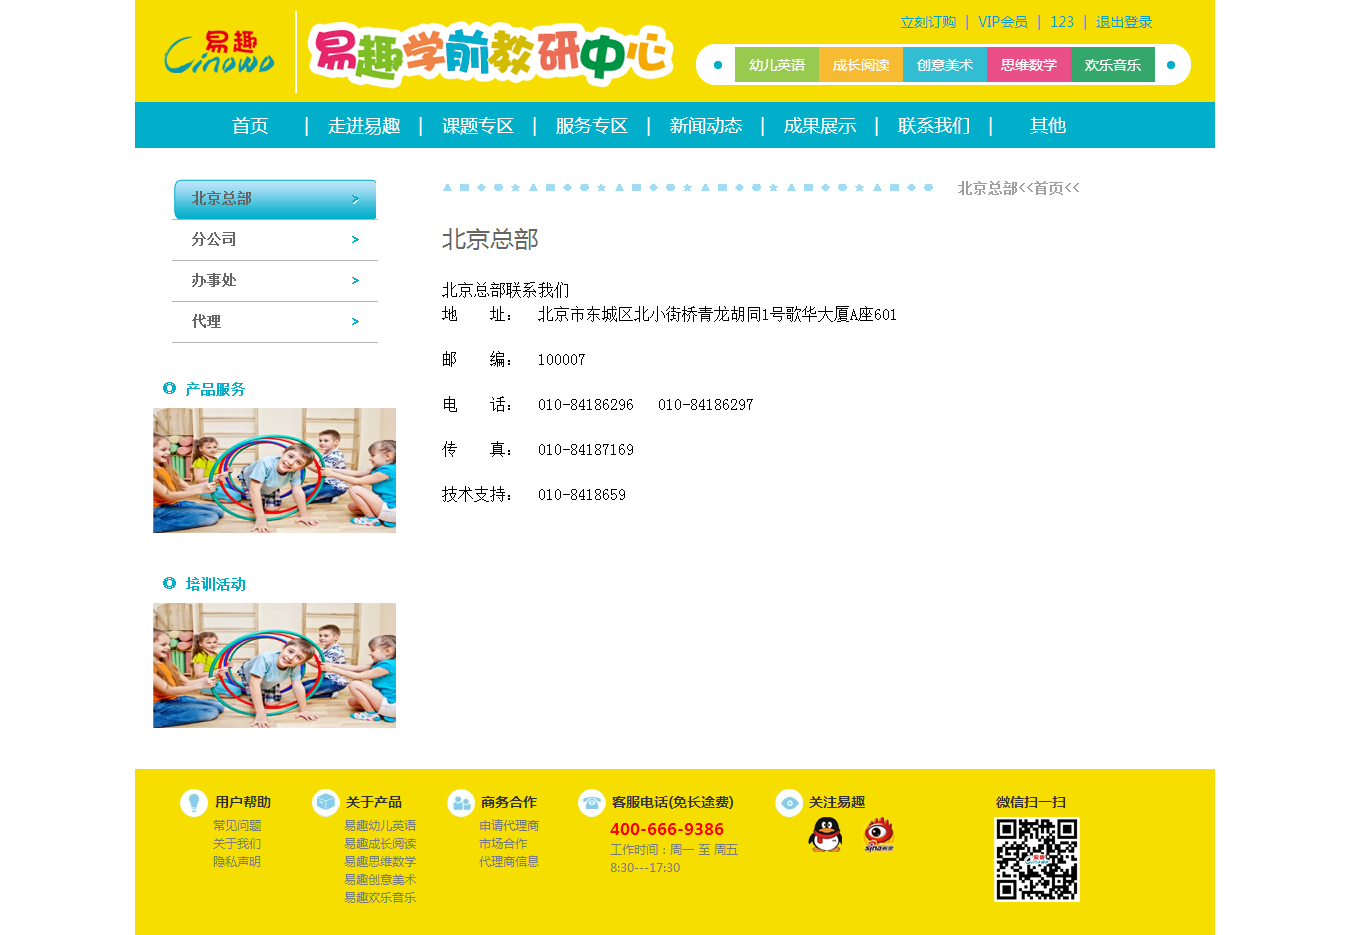 易趣
Cinowo
易趣学前教研中心
立刻订购 | VIP会员 | 123 | 退出登录
幼儿英语 成长阅读 创意美术 思维数学 欢乐音乐
首页 | 走进易趣 | 课题专区 | 服务专区 | 新闻动态 | 成果展示 | 联系我们 | 其他
北京总部 >
分公司 >
办事处 >
代理 >
产品服务
培训活动
北京总部<<首页<<
北京总部
北京总部联系我们
地 址： 北京市东城区北小街桥青龙胡同1号歌华大厦A座601
邮 编： 100007
电 话： 010-84186296 010-84186297
传 真： 010-84187169
技术支持： 010-8418659
用户帮助
常见问题
关于我们
隐私声明
关于产品
易趣幼儿英语
易趣成长阅读
易趣思维数学
易趣创意美术
易趣欢乐音乐
商务合作
申请代理商
市场合作
代理商信息
客服电话(免长途费)
400-666-9386
工作时间：周一 至 周五
8:30---17:30
关注易趣
sina
微信扫一扫